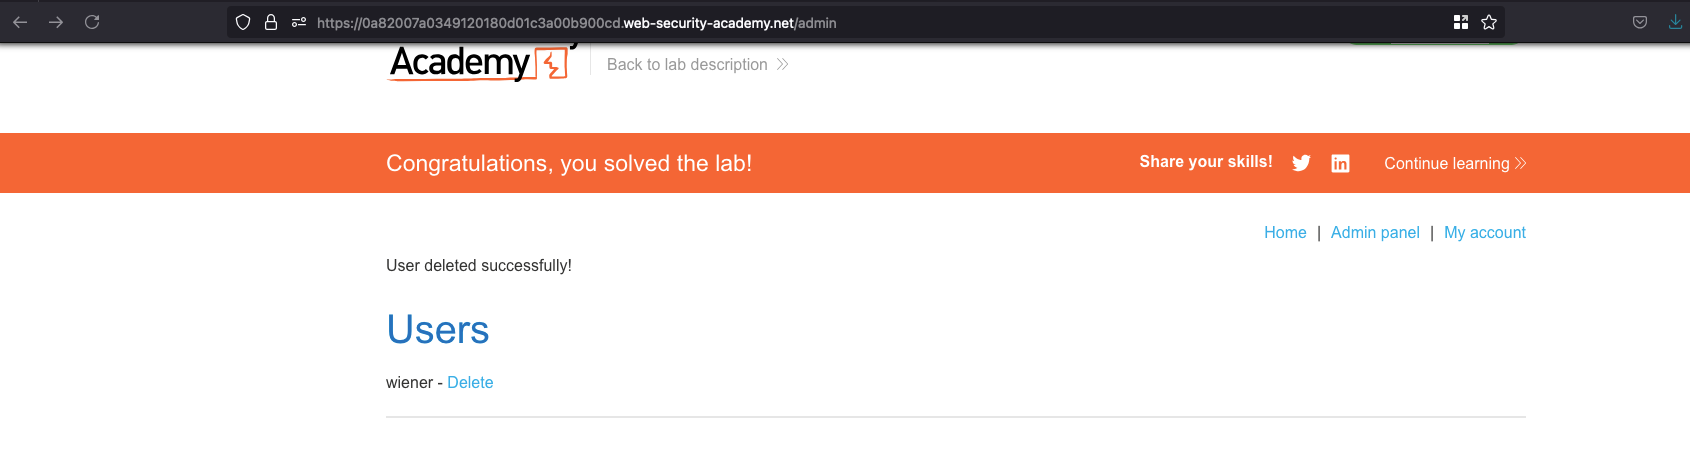 https://0a82007a0349120180d01c3a00b900cd.web-security-academy.net/admin
Academy
Back to lab description
Congratulations, you solved the lab!
Share your skills!
in
Continue learning
Home | Admin panel | My account
User deleted successfully!
Users
wiener - Delete